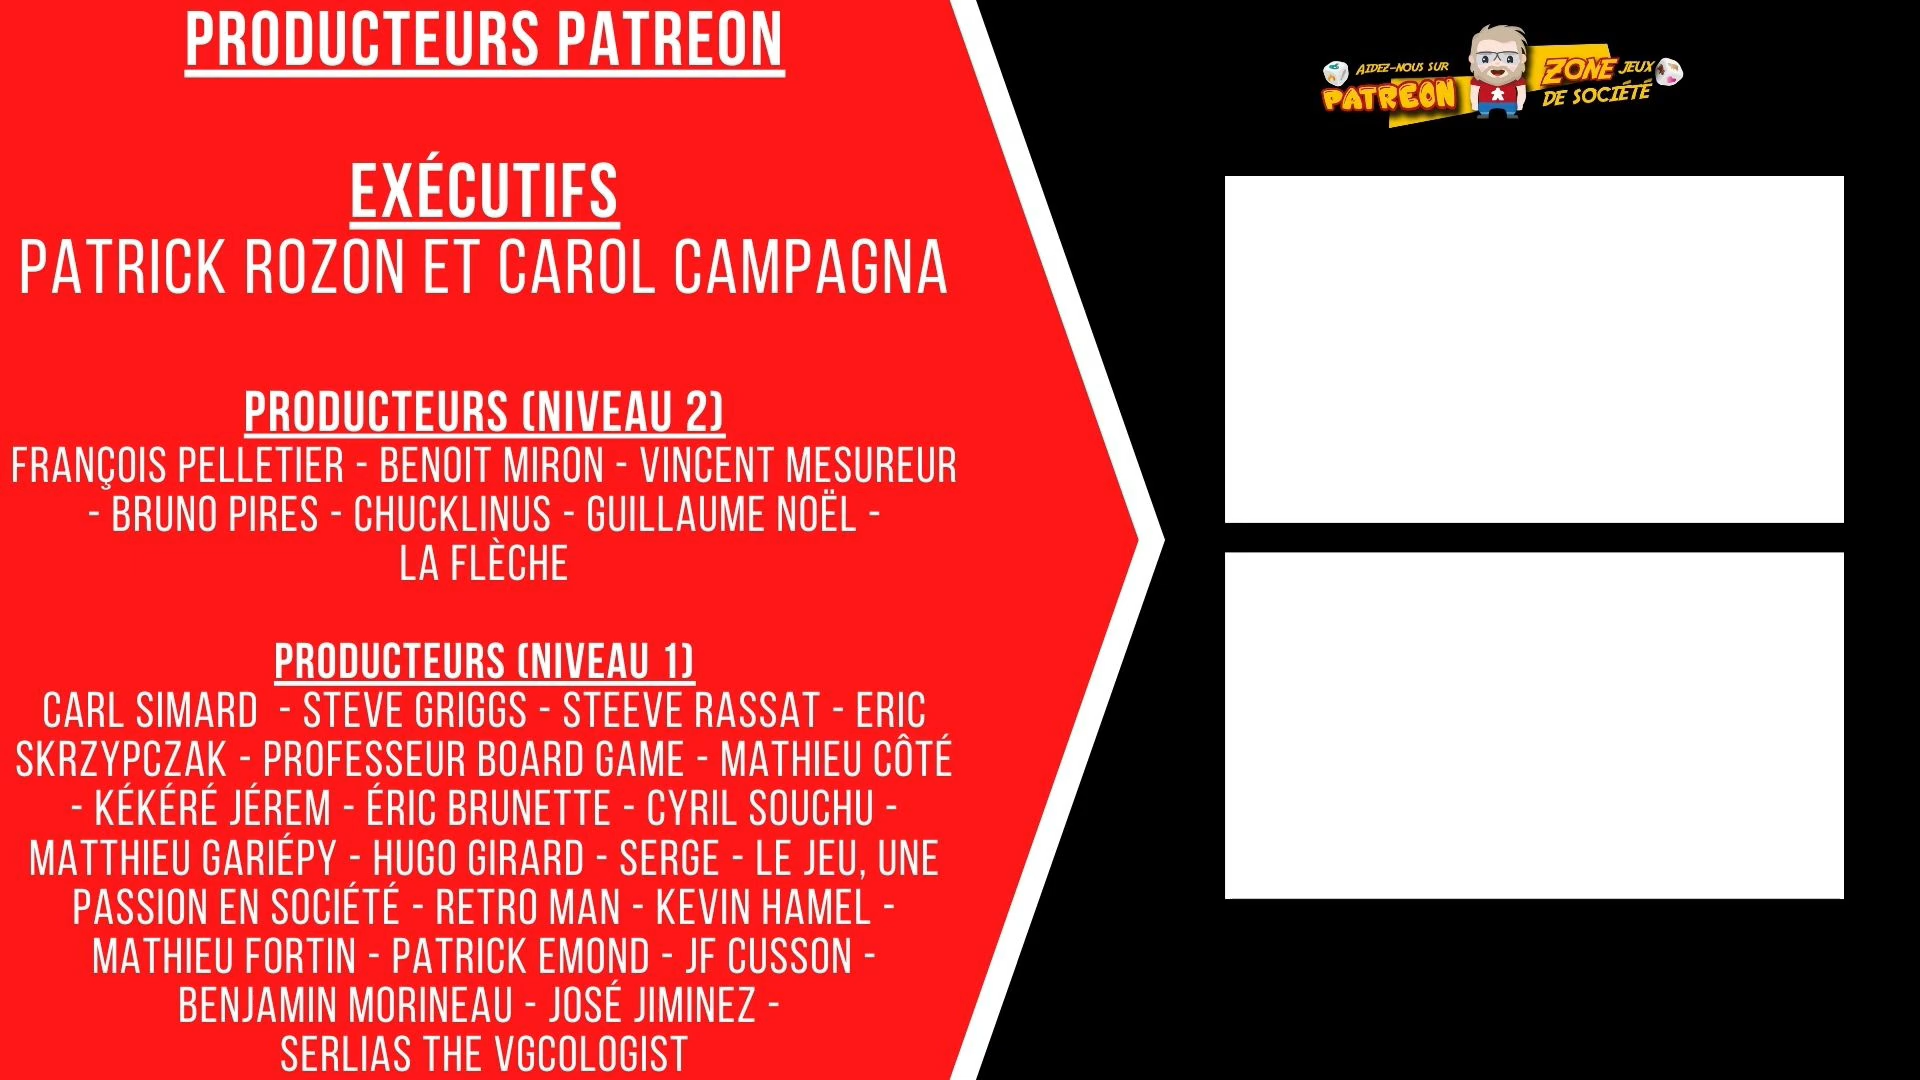 PRODUCTEURS PATREON
EXÉCUTIFS
PATRICK ROZON ET CAROL CAMPAGNA
PRODUCTEURS (NIVEAU 2)
FRANÇOIS PELLETIER - BENOIT MIRON - VINCENT MESUREUR
- BRUNO PIRES - CHUCKLINUS - GUILLAUME NOËL -
LA FLÈCHE
PRODUCTEURS (NIVEAU 1)
CARL SIMARD - STEVE GRIGGS - STEEVE RASSAT - ERIC
SKRZYPCZAK - PROFESSEUR BOARD GAME - MATHIEU CÔTÉ
- KÉKÉRÉ JÉREM - ÉRIC BRUNETTE - CYRIL SOUCHU -
MATTHIEU GARIÉPY - HUGO GIRARD - SERGE - LE JEU, UNE
PASSION EN SOCIÉTÉ - RETRO MAN - KEVIN HAMEL -
MATHIEU FORTIN - PATRICK EMOND - JF CUSSON -
BENJAMIN MORINEAU - JOSÉ JIMINEZ -
SERLIAS THE VGCOLOGIST
AIDEZ-NOUS SUR
PATREON
ZONE JEUX
DE SOCIÉTÉ